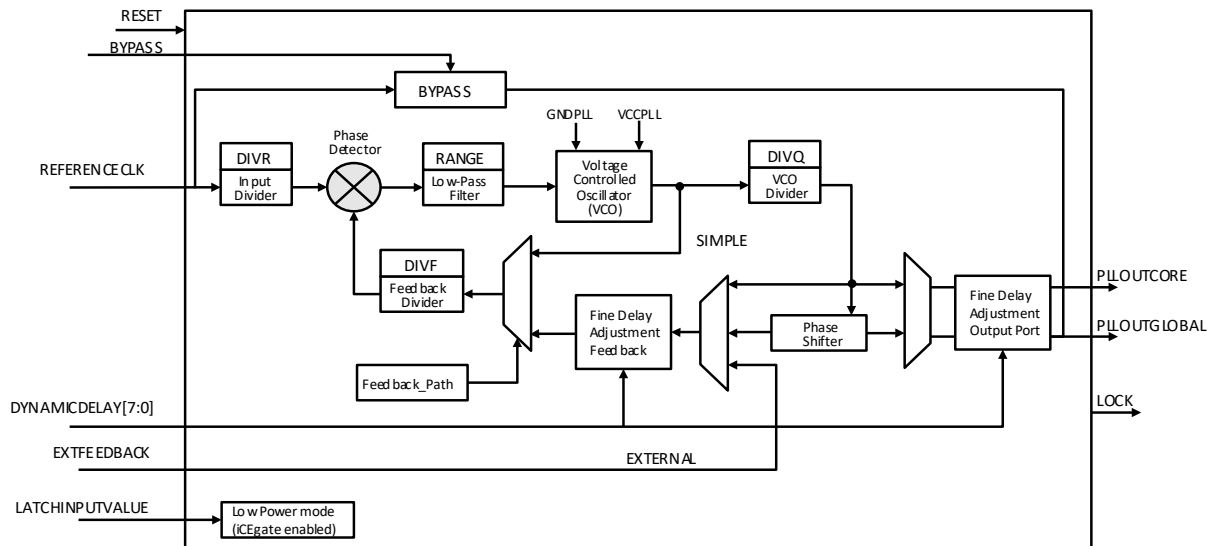 RESET
BYPASS
BYPASS
GNDPLL
VCCPLL
Phase
Detector
REFERENCECLK
DIVR
Input
Divider
RANGE
Low-Pass
Filter
Voltage
Controlled
Oscillator
(VCO)
DIVQ
VCO
Divider
SIMPLE
DIVF
Feedback
Divider
Fine Delay
Adjustment
Feedback
Phase
Shifter
Fine Delay
Adjustment
Output Port
PLLOUTCORE
PLLOUTGLOBAL
Feedback_Path
DYNAMICDELAY[7:0]
LOCK
EXTFEEDBACK
EXTERNAL
LATCHINPUTVALUE
Low Power mode
(iCEgate enabled)